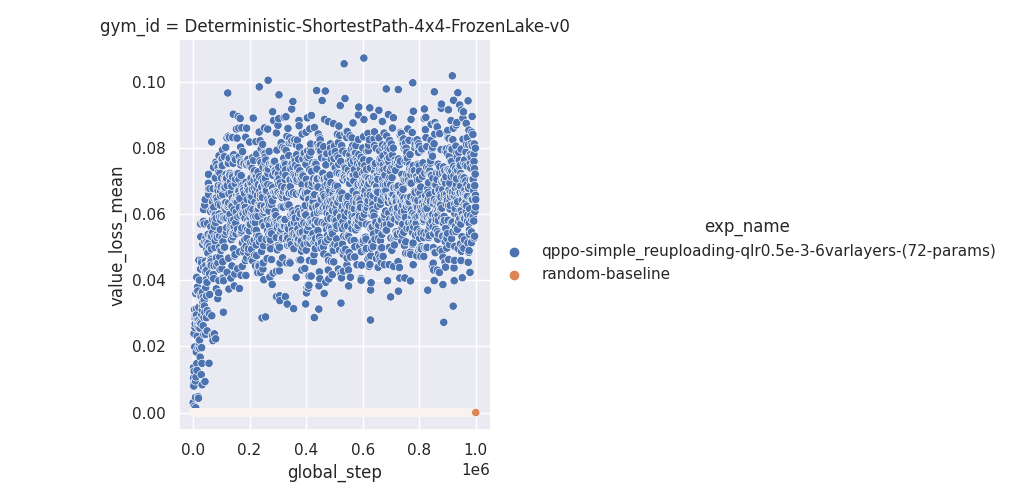 gym_id = Deterministic-ShortestPath-4x4-FrozenLake-v0
0.10
0.08
0.06
0.04
0.02
0.00
value_loss_mean
0.0 0.2 0.4 0.6 0.8 1.0
1e6
global_step
exp_name
qppo-simple_reuploading-qlr0.5e-3-6varlayers-(72-params)
random-baseline